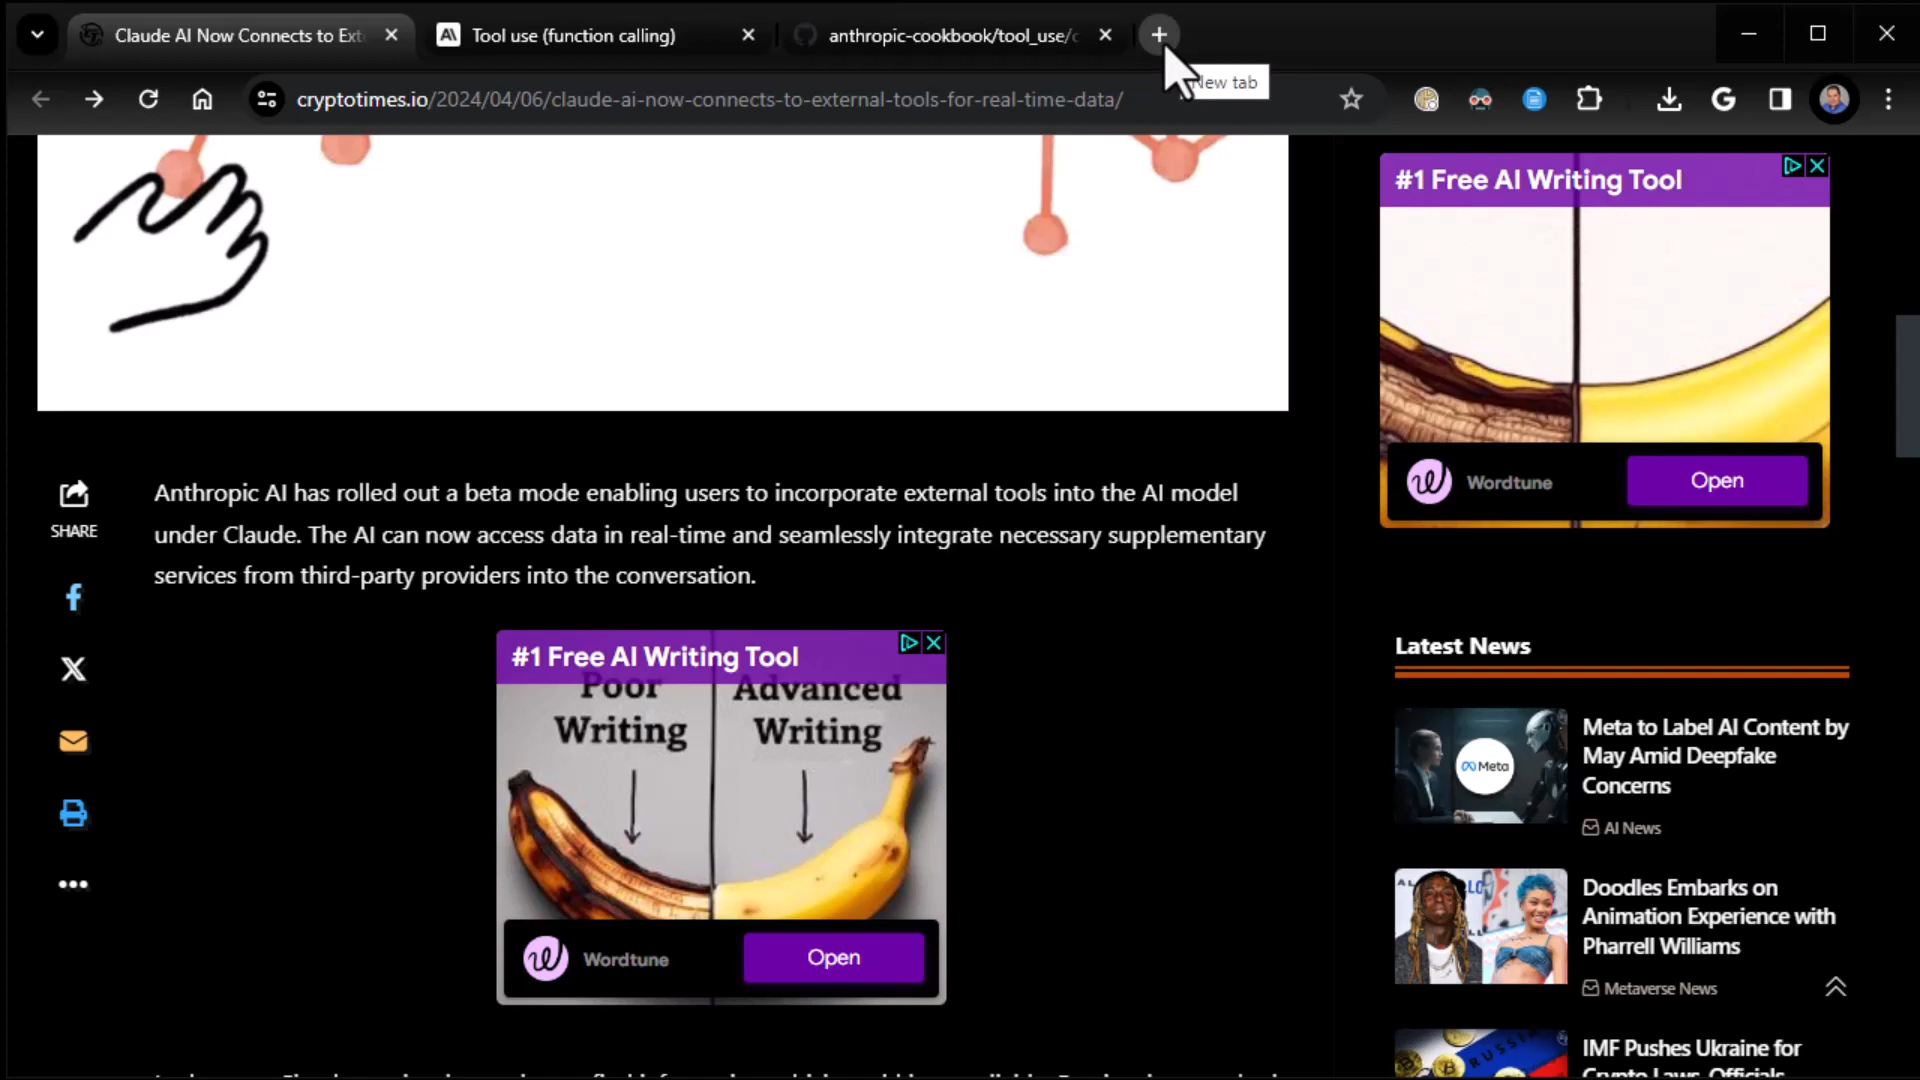 Claude AI Now Connects to Ext
Tool use (function calling)
anthropic-cookbook/tool_use/c
New tab
cryptotimes.io/2024/04/06/claude-ai-now-connects-to-external-tools-for-real-time-data/
#1 Free AI Writing Tool
Wordtune
Open
SHARE
Anthropic AI has rolled out a beta mode enabling users to incorporate external tools into the AI model
under Claude. The AI can now access data in real-time and seamlessly integrate necessary supplementary
services from third-party providers into the conversation.
#1 Free AI Writing Tool
Poor Writing
Advanced Writing
Wordtune
Open
Latest News
Meta
Meta to Label AI Content by
May Amid Deepfake
Concerns
AI News
Doodles Embarks on
Animation Experience with
Pharrell Williams
Metaverse News
IMF Pushes Ukraine for
Crypto Laws, Officials